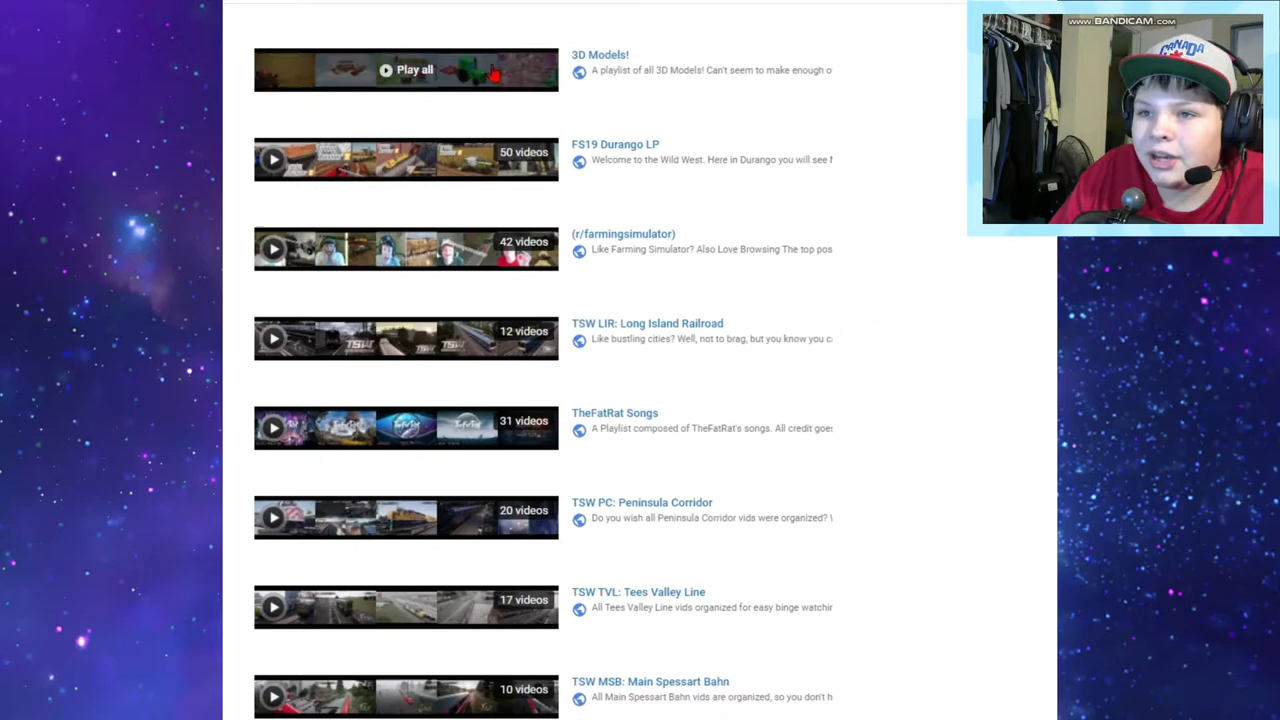 www.BANDICAM.com
CANADA
Play all
3D Models!
A playlist of all 3D Models! Can't seem to make enough o
50 videos
FS19 Durango LP
Welcome to the Wild West. Here in Durango you will see
42 videos
(r/farmingsimulator)
Like Farming Simulator? Also Love Browsing The top pos
12 videos
TSW LIR: Long Island Railroad
Like bustling cities? Well, not to brag, but you know you c
31 videos
TheFatRat Songs
A Playlist composed of TheFatRat's songs. All credit goes
20 videos
TSW PC: Peninsula Corridor
Do you wish all Peninsula Corridor vids were organized?
17 videos
TSW TVL: Tees Valley Line
All Tees Valley Line vids organized for easy binge watchin
10 videos
TSW MSB: Main Spessart Bahn
All Main Spessart Bahn vids are organized, so you don't h